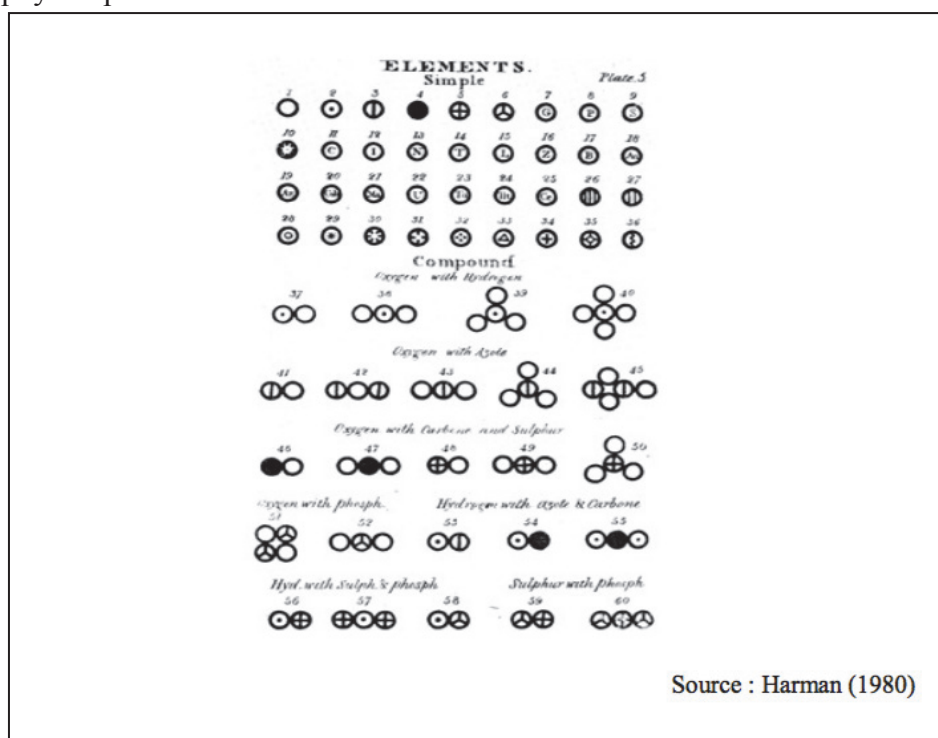 ELEMENTS.
Simple Plate. 5
1 2 3 4 5 6 7 8 9
G P S
10 11 12 13 14 15 16 17 18
C I N T L Z B
19 20 21 22 23 24 25 26 27
28 29 30 31 32 33 34 35 36
Compound
Oxygen with Hydrogen
37 38 39 40
Oxygen with Azote
41 42 43 44 45
Oxygen with Carbone and Sulphur
46 47 48 49 50
Oxygen with phosph. Hydrogen with Azote & Carbone
51 52 53 54 55
Hyd. with Sulph. & phosph Sulphur with phosph
56 57 58 59 60
Source : Harman (1980)